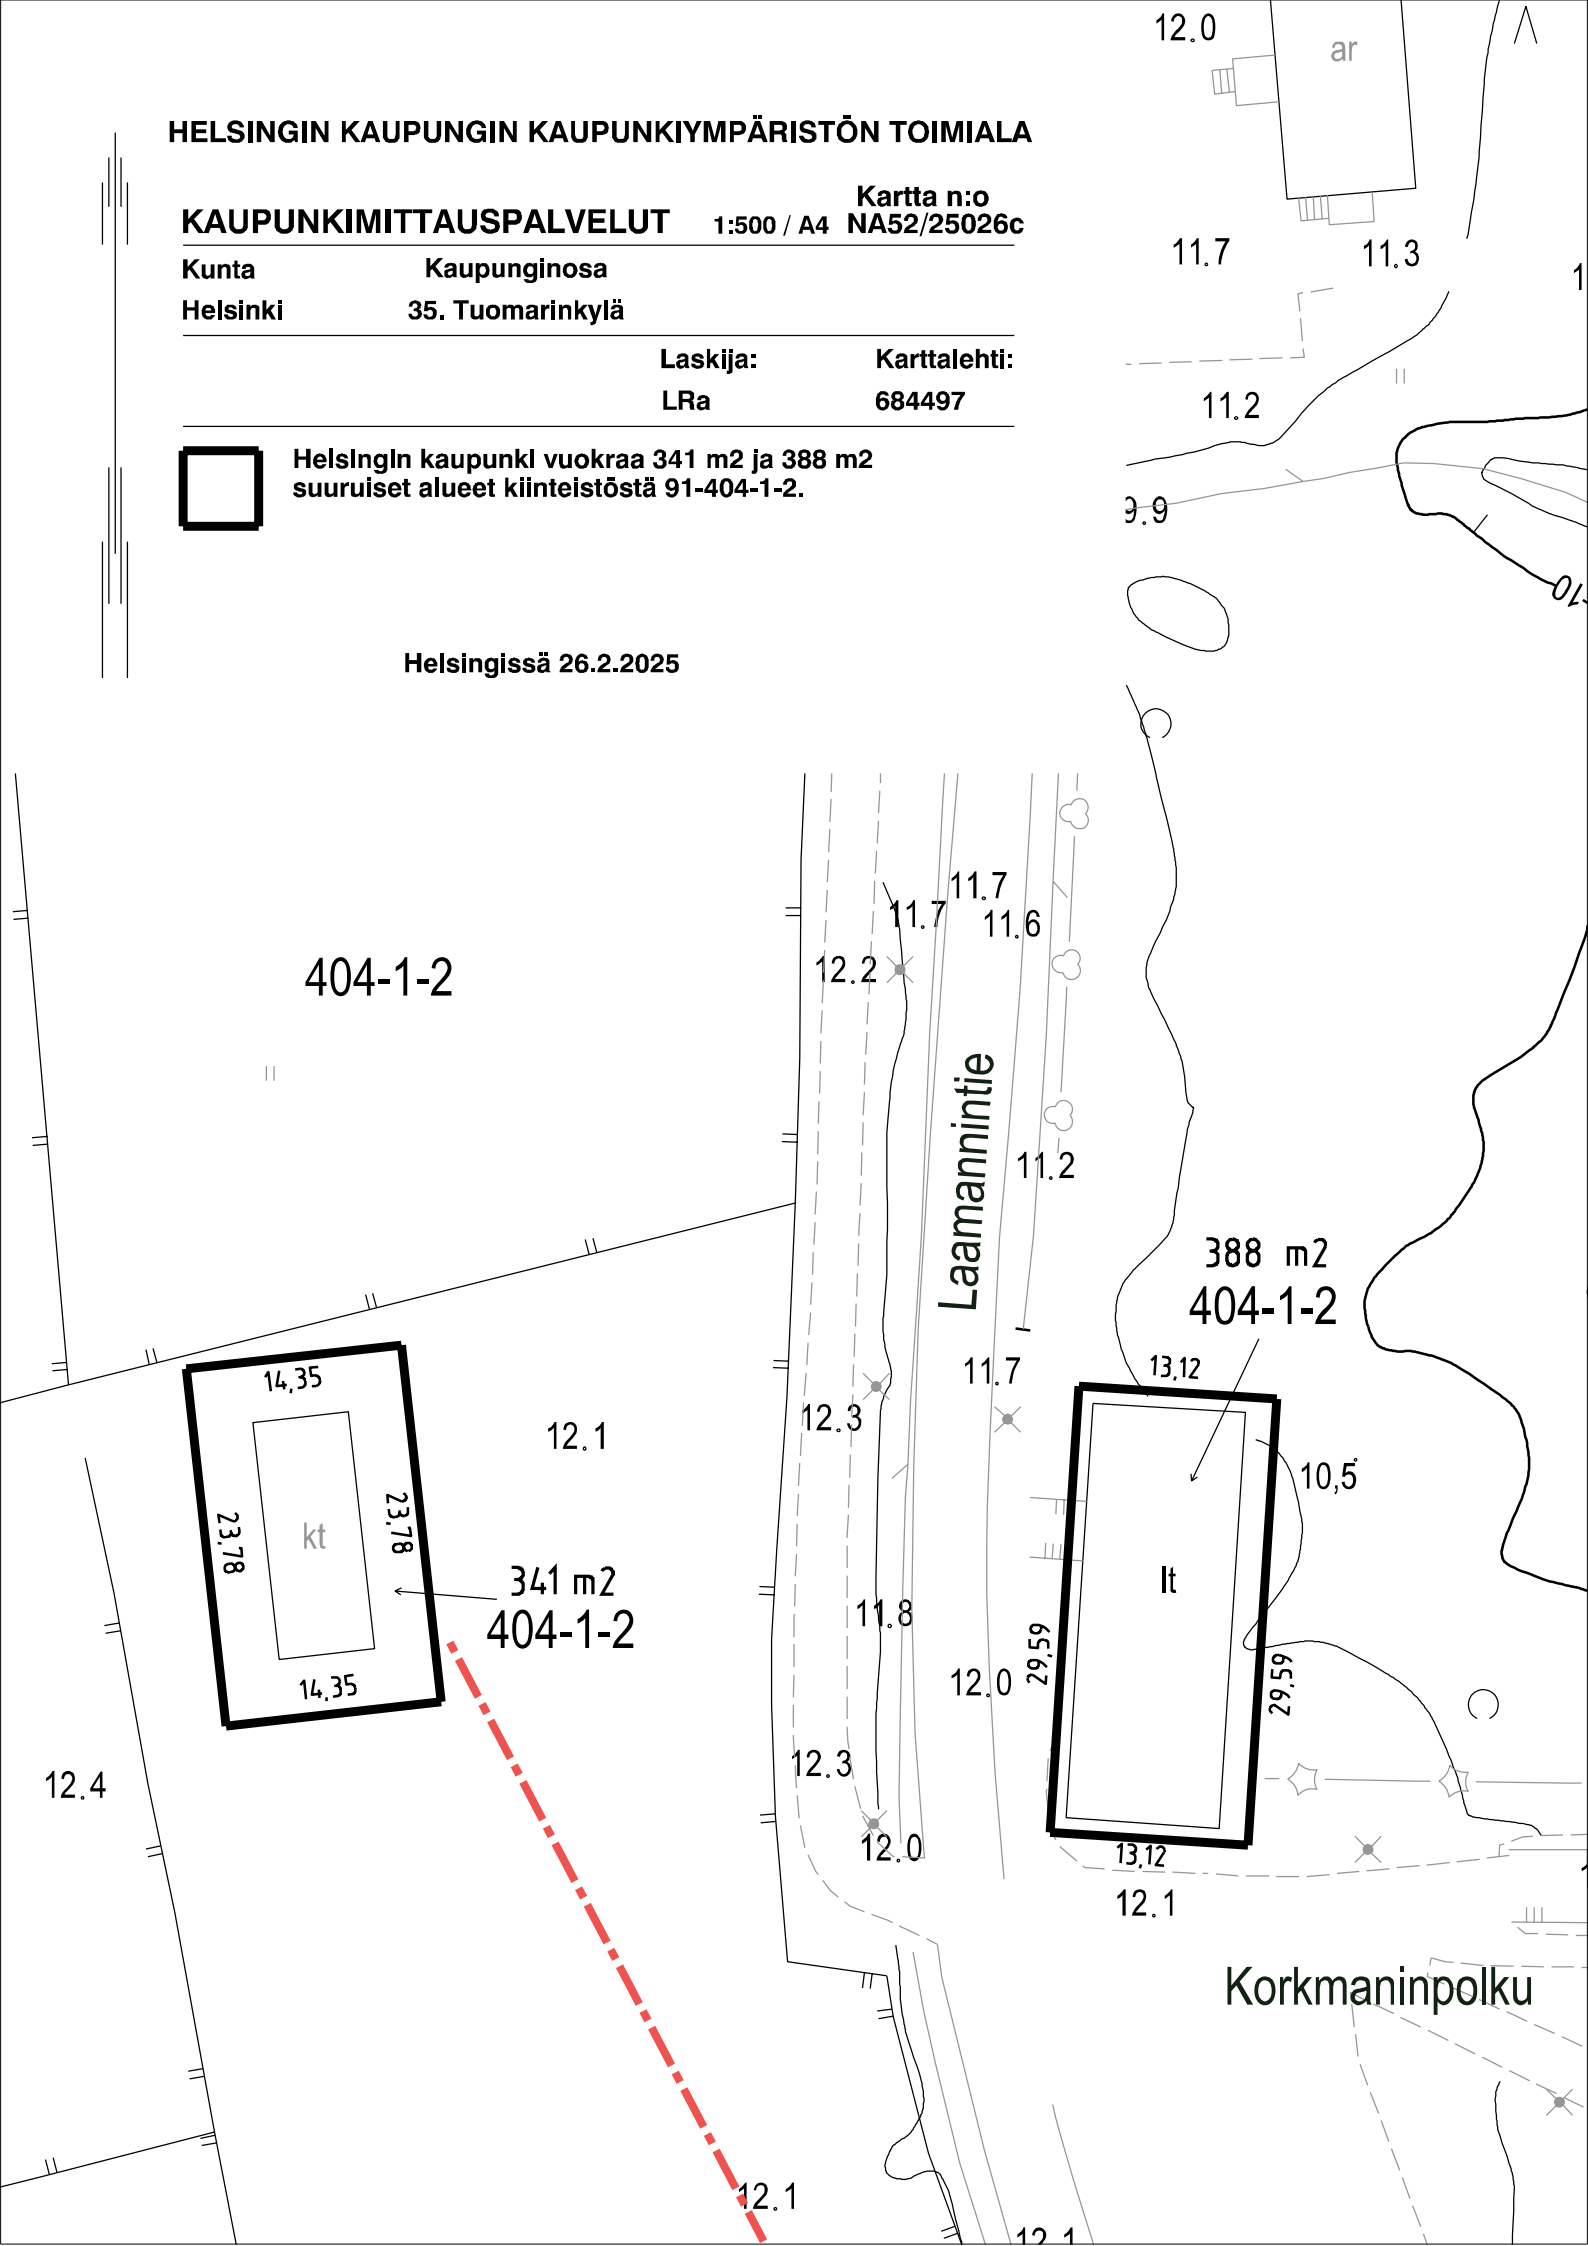 12.0
ar
HELSINGIN KAUPUNGIN KAUPUNKIYMPÄRISTÖN TOIMIALA
KAUPUNKIMITTAUSPALVELUT 1:500 / A4 Kartta n:o NA52/25026c
Kunta Kaupunginosa
Helsinki 35. Tuomarinkylä
Laskija: Karttalehti:
LRa 684497
Helsingin kaupunki vuokraa 341 m2 ja 388 m2
suuruiset alueet kiinteistöstä 91-404-1-2.
Helsingissä 26.2.2025
11.7
11.3
11.2
9.9
10
11.7
11.7
11.6
12.2
404-1-2
Laamannintie
11.2
388 m2
404-1-2
13,12
14,35
11.7
12.3
12.1
10,5
23,78
23,78
kt
lt
341 m2
404-1-2
11.8
29,59
29,59
12.0
14,35
12.3
12.4
12.0
13,12
12.1
Korkmaninpolku
12.1
12.1